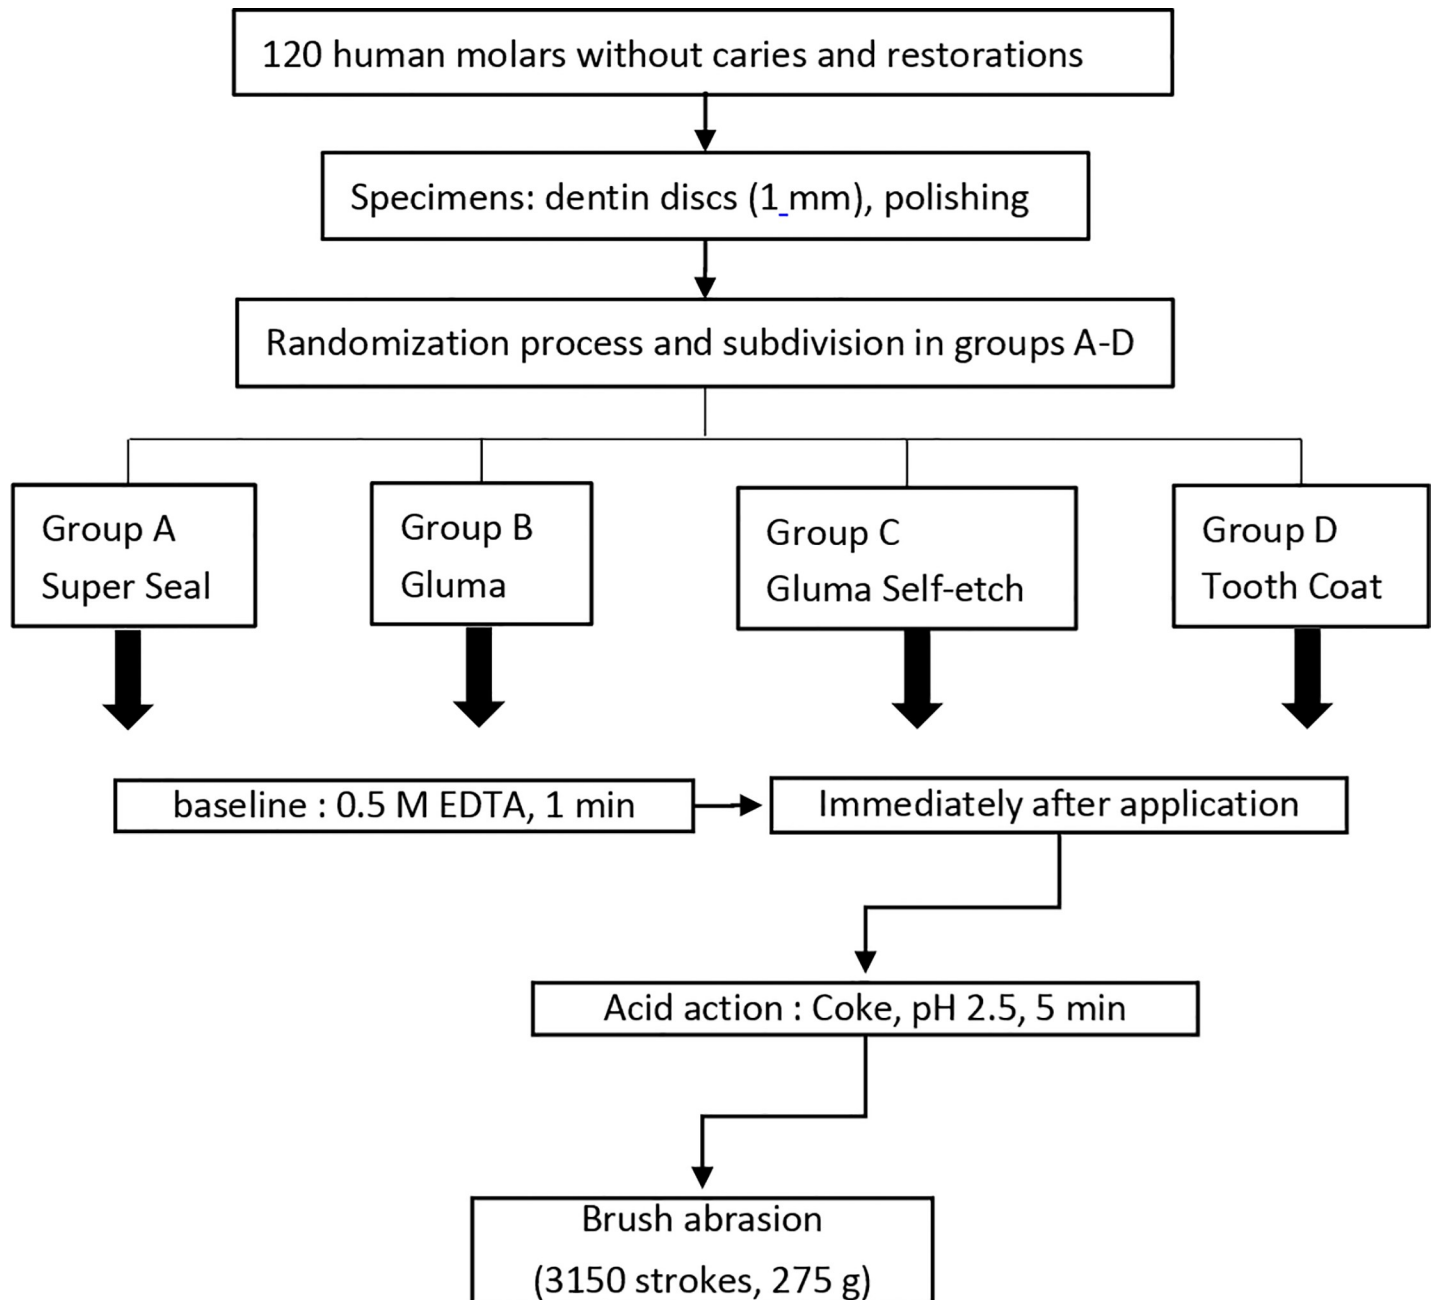 120 human molars without caries and restorations
Specimens: dentin discs (1 mm), polishing
Randomization process and subdivision in groups A-D
Group A
Super Seal
Group B
Gluma
Group C
Gluma Self-etch
Group D
Tooth Coat
baseline : 0.5 M EDTA, 1 min
Immediately after application
Acid action : Coke, pH 2.5, 5 min
Brush abrasion
(3150 strokes, 275 g)